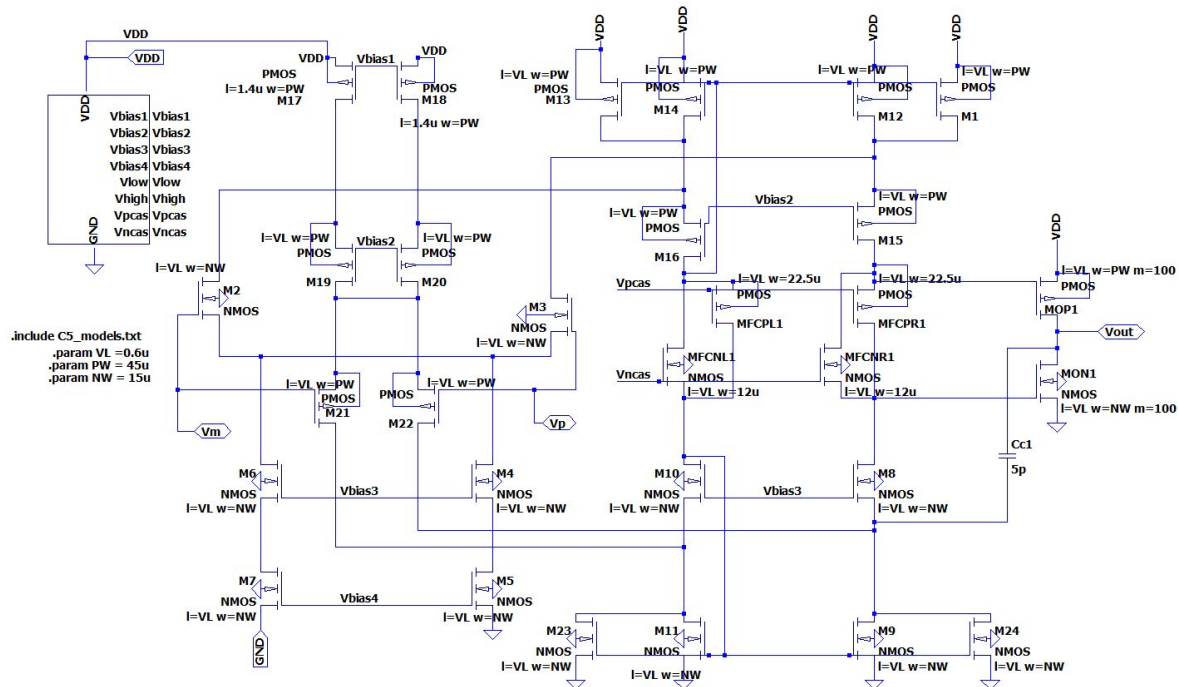 VDD
VDD
VDD
Vbias1
Vbias2
Vbias3
Vbias4
Vlow
Vhigh
Vpcas
Vncas
GND
Vbias1
Vbias2
Vbias3
Vbias4
Vlow
Vhigh
Vpcas
Vncas
VDD
Vbias1
VDD
PMOS
l=1.4u w=PW
M17
PMOS
M18
l=1.4u w=PW
VDD
l=VL w=PW
PMOS
M13
VDD
l=VL w=PW
PMOS
M14
VDD
l=VL w=PW
PMOS
M12
VDD
l=VL w=PW
PMOS
M1
l=VL w=PW
Vbias2
l=VL w=PW
PMOS
M19
PMOS
M20
l=VL w=PW
PMOS
M16
Vbias2
l=VL w=PW
PMOS
M15
l=VL w=NW
M2
NMOS
M3
NMOS
l=VL w=NW
.include C5_models.txt
.param VL =0.6u
.param PW = 45u
.param NW = 15u
Vpcas
l=VL w=22.5u
PMOS
MFCPL1
l=VL w=22.5u
PMOS
MFCPR1
VDD
l=VL w=PW m=100
PMOS
MOP1
Vout
Vncas
MFCNL1
NMOS
l=VL w=12u
MFCNR1
NMOS
l=VL w=12u
MON1
NMOS
l=VL w=NW m=100
Vm
l=VL w=PW
PMOS
M21
PMOS
l=VL w=PW
M22
Vp
Cc1
5p
M6
NMOS
l=VL w=NW
Vbias3
M4
NMOS
l=VL w=NW
M10
NMOS
l=VL w=NW
Vbias3
M8
NMOS
l=VL w=NW
M7
NMOS
l=VL w=NW
Vbias4
M5
NMOS
l=VL w=NW
GND
M23
NMOS
l=VL w=NW
M11
NMOS
l=VL w=NW
M9
NMOS
l=VL w=NW
M24
NMOS
l=VL w=NW